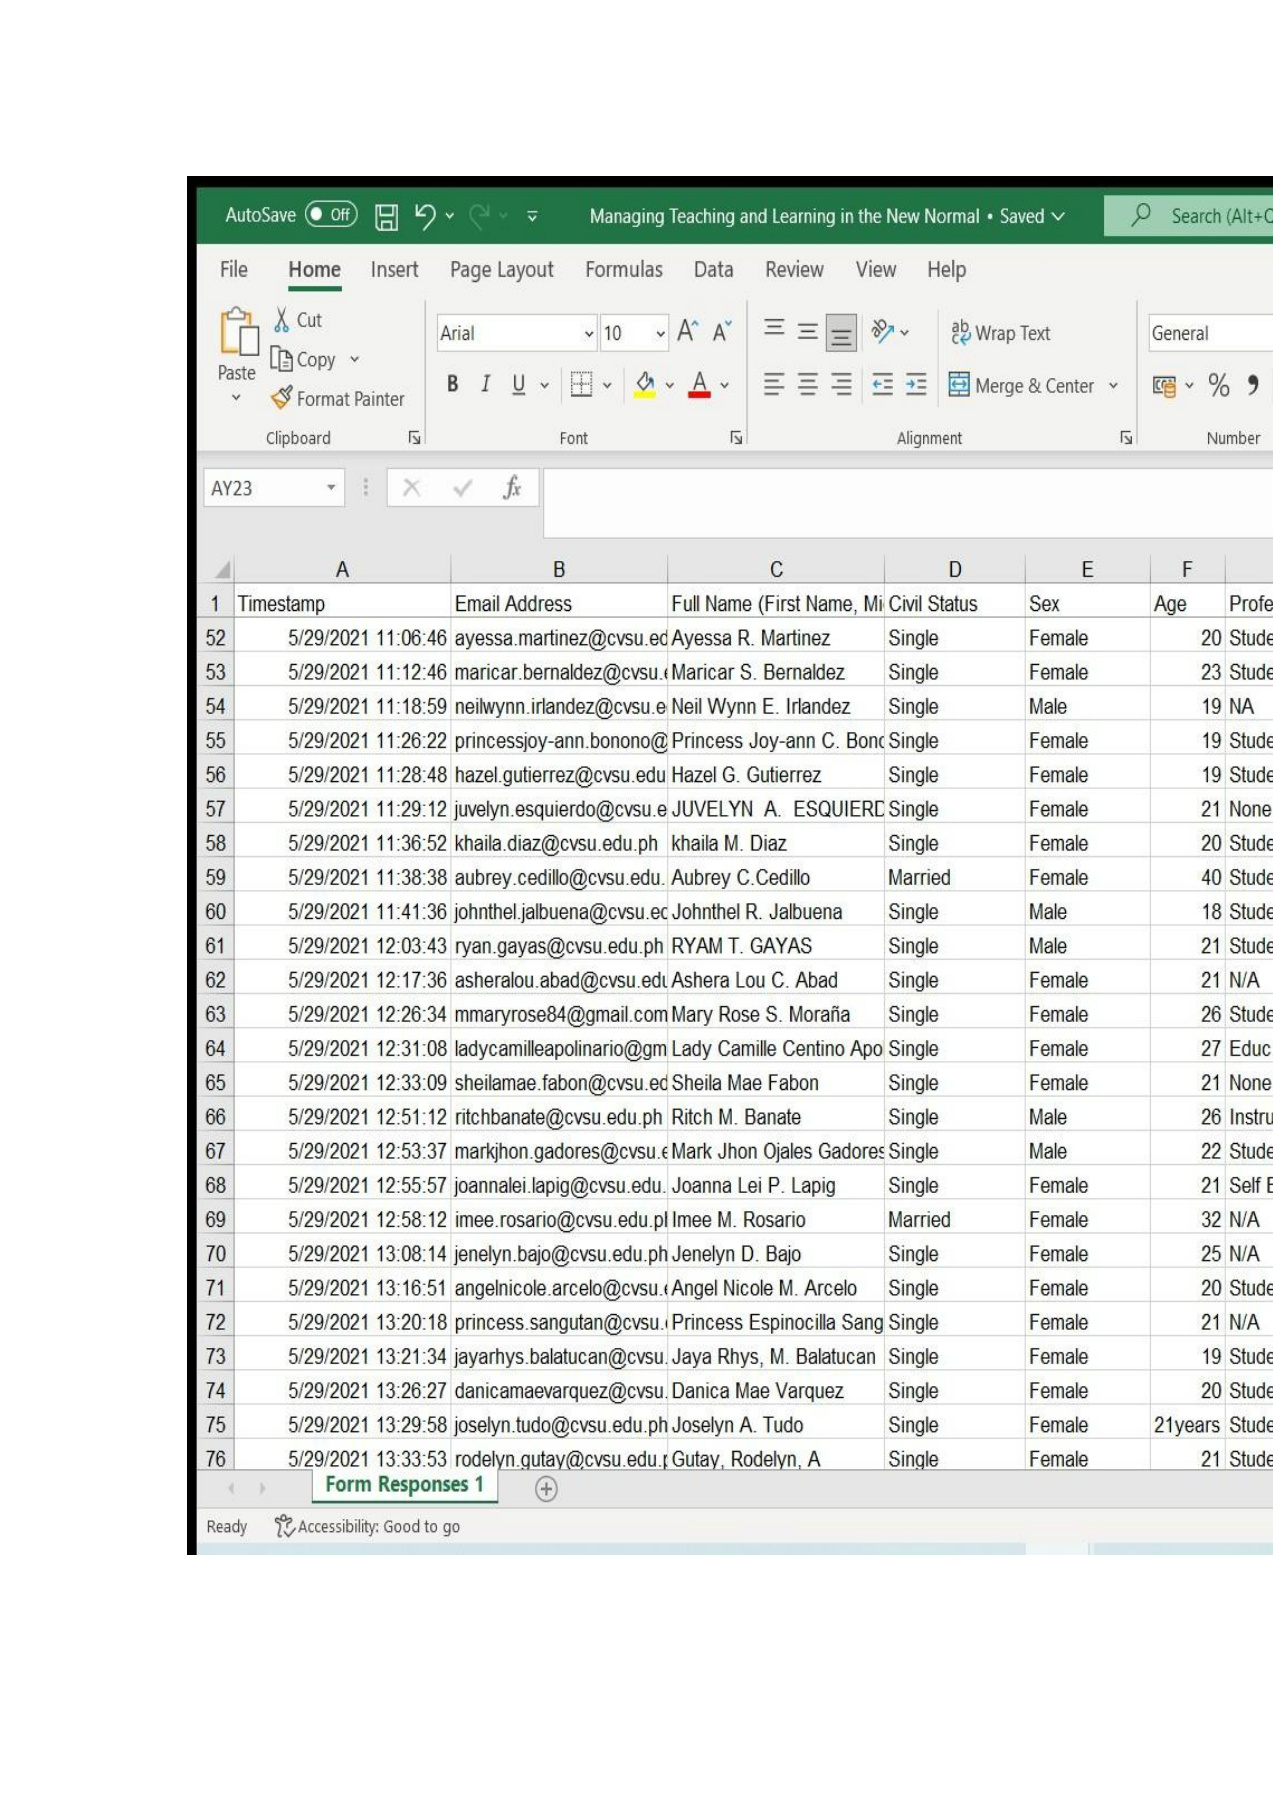 AutoSave Off Managing Teaching and Learning in the New Normal • Saved Search (Alt+Q
File Home Insert Page Layout Formulas Data Review View Help
Paste Cut Copy Format Painter
Arial 10 A^ A˅ ab Wrap Text General
B I U A Merge & Center % ,
Clipboard Font Alignment Number
AY23 fx
A B C D E F
1 Timestamp Email Address Full Name (First Name, Mi Civil Status Sex Age Profe
52 5/29/2021 11:06:46 ayessa.martinez@cvsu.ed Ayessa R. Martinez Single Female 20 Stude
53 5/29/2021 11:12:46 maricar.bernaldez@cvsu. Maricar S. Bernaldez Single Female 23 Stude
54 5/29/2021 11:18:59 neilwynn.irlandez@cvsu.e Neil Wynn E. Irlandez Single Male 19 NA
55 5/29/2021 11:26:22 princessjoy-ann.bonono@ Princess Joy-ann C. Bono Single Female 19 Stude
56 5/29/2021 11:28:48 hazel.gutierrez@cvsu.edu Hazel G. Gutierrez Single Female 19 Stude
57 5/29/2021 11:29:12 juvelyn.esquierdo@cvsu.e JUVELYN A. ESQUIERD Single Female 21 None
58 5/29/2021 11:36:52 khaila.diaz@cvsu.edu.ph khaila M. Diaz Single Female 20 Stude
59 5/29/2021 11:38:38 aubrey.cedillo@cvsu.edu. Aubrey C.Cedillo Married Female 40 Stude
60 5/29/2021 11:41:36 johnthel.jalbuena@cvsu.ed Johnthel R. Jalbuena Single Male 18 Stude
61 5/29/2021 12:03:43 ryan.gayas@cvsu.edu.ph RYAM T. GAYAS Single Male 21 Stude
62 5/29/2021 12:17:36 asheralou.abad@cvsu.edu Ashera Lou C. Abad Single Female 21 N/A
63 5/29/2021 12:26:34 mmaryrose84@gmail.com Mary Rose S. Moraña Single Female 26 Stude
64 5/29/2021 12:31:08 ladycamilleapolinario@gm Lady Camille Centino Apo Single Female 27 Educ
65 5/29/2021 12:33:09 sheilamae.fabon@cvsu.ed Sheila Mae Fabon Single Female 21 None
66 5/29/2021 12:51:12 ritchbanate@cvsu.edu.ph Ritch M. Banate Single Male 26 Instru
67 5/29/2021 12:53:37 markjhon.gadores@cvsu.e Mark Jhon Ojales Gadores Single Male 22 Stude
68 5/29/2021 12:55:57 joannalei.lapig@cvsu.edu. Joanna Lei P. Lapig Single Female 21 Self E
69 5/29/2021 12:58:12 imee.rosario@cvsu.edu.pl Imee M. Rosario Married Female 32 N/A
70 5/29/2021 13:08:14 jenelyn.bajo@cvsu.edu.ph Jenelyn D. Bajo Single Female 25 N/A
71 5/29/2021 13:16:51 angelnicole.arcelo@cvsu. Angel Nicole M. Arcelo Single Female 20 Stude
72 5/29/2021 13:20:18 princess.sangutan@cvsu. Princess Espinocilla Sang Single Female 21 N/A
73 5/29/2021 13:21:34 jayarhys.balatucan@cvsu. Jaya Rhys, M. Balatucan Single Female 19 Stude
74 5/29/2021 13:26:27 danicamaevarquez@cvsu. Danica Mae Varquez Single Female 20 Stude
75 5/29/2021 13:29:58 joselyn.tudo@cvsu.edu.ph Joselyn A. Tudo Single Female 21years Stude
76 5/29/2021 13:33:53 rodelyn.gutay@cvsu.edu.p Gutay, Rodelyn, A Single Female 21 Stude
Form Responses 1
Ready Accessibility: Good to go